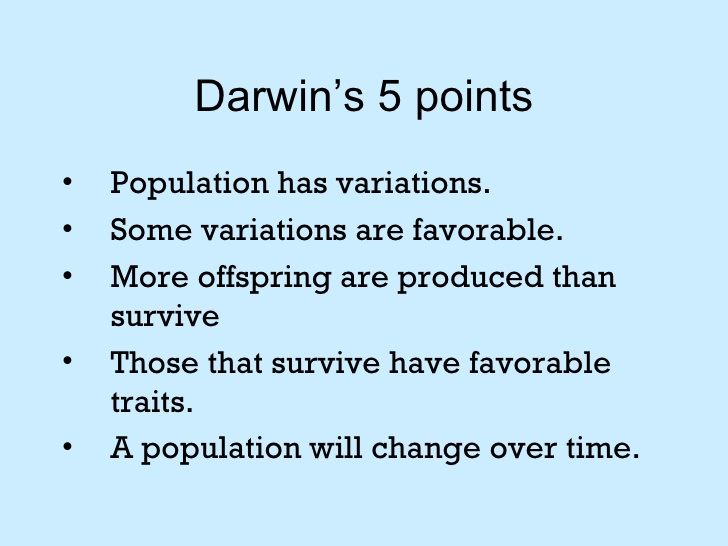 Darwin’s 5 points
• Population has variations.
• Some variations are favorable.
• More offspring are produced than
survive
• Those that survive have favorable
traits.
• A population will change over time.